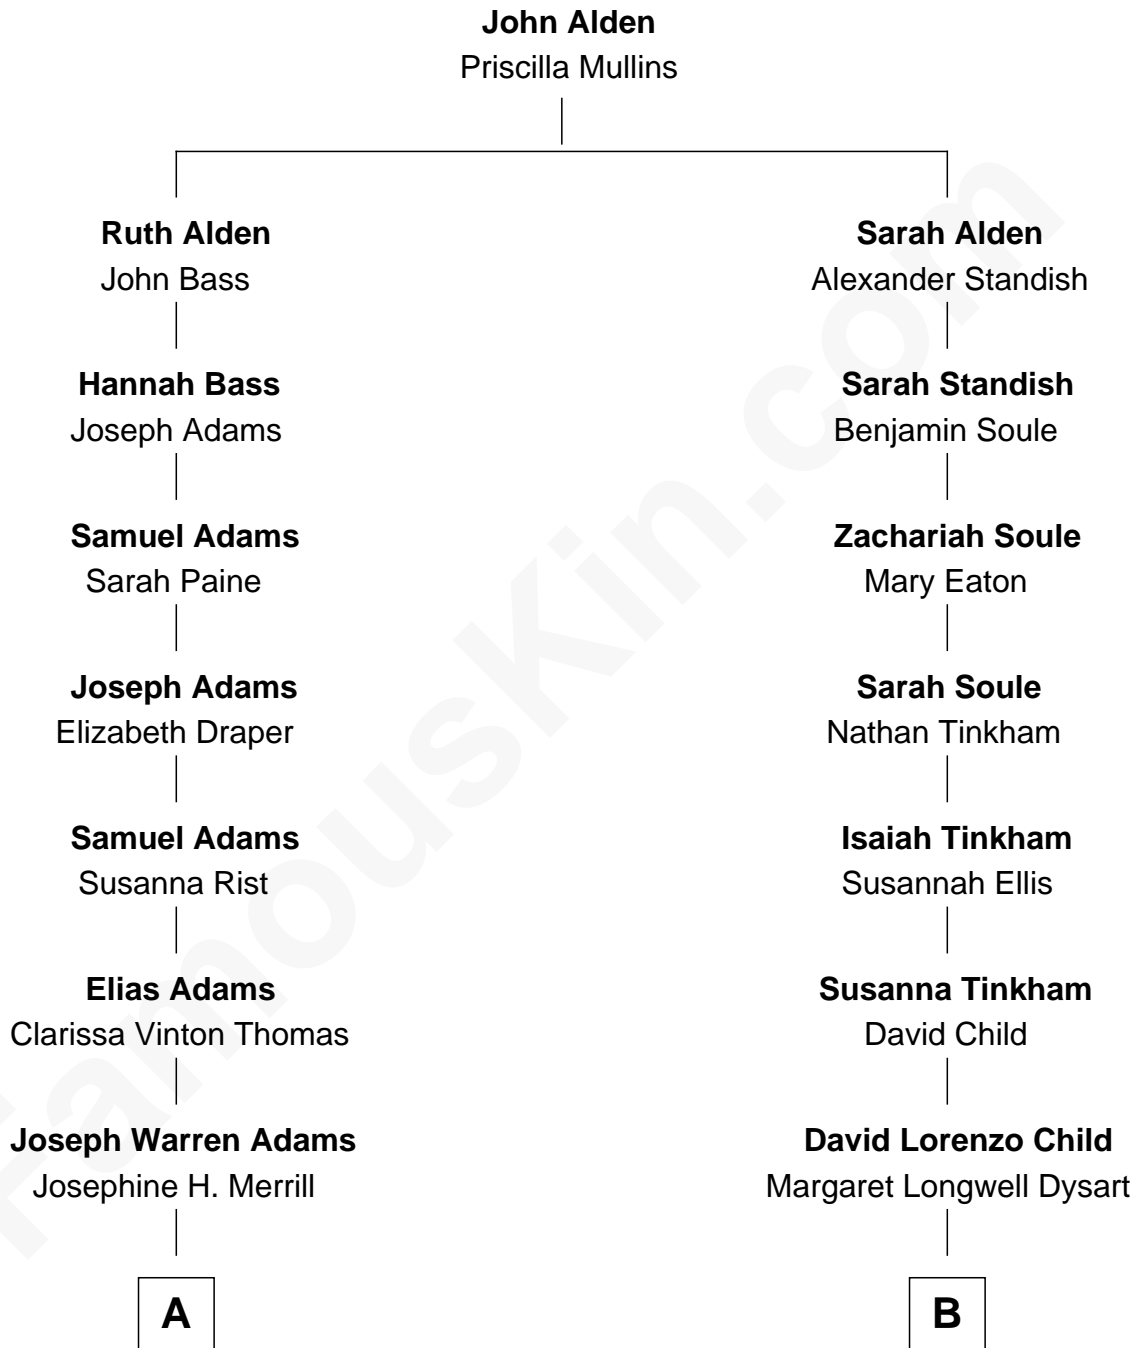 John Alden
Priscilla Mullins
Ruth Alden
John Bass
Sarah Alden
Alexander Standish
Hannah Bass
Joseph Adams
Sarah Standish
Benjamin Soule
Samuel Adams
Sarah Paine
Zachariah Soule
Mary Eaton
Joseph Adams
Elizabeth Draper
Sarah Soule
Nathan Tinkham
Samuel Adams
Susanna Rist
Isaiah Tinkham
Susannah Ellis
Elias Adams
Clarissa Vinton Thomas
Susanna Tinkham
David Child
Joseph Warren Adams
Josephine H. Merrill
David Lorenzo Child
Margaret Longwell Dysart
A
B
FamousKin.com